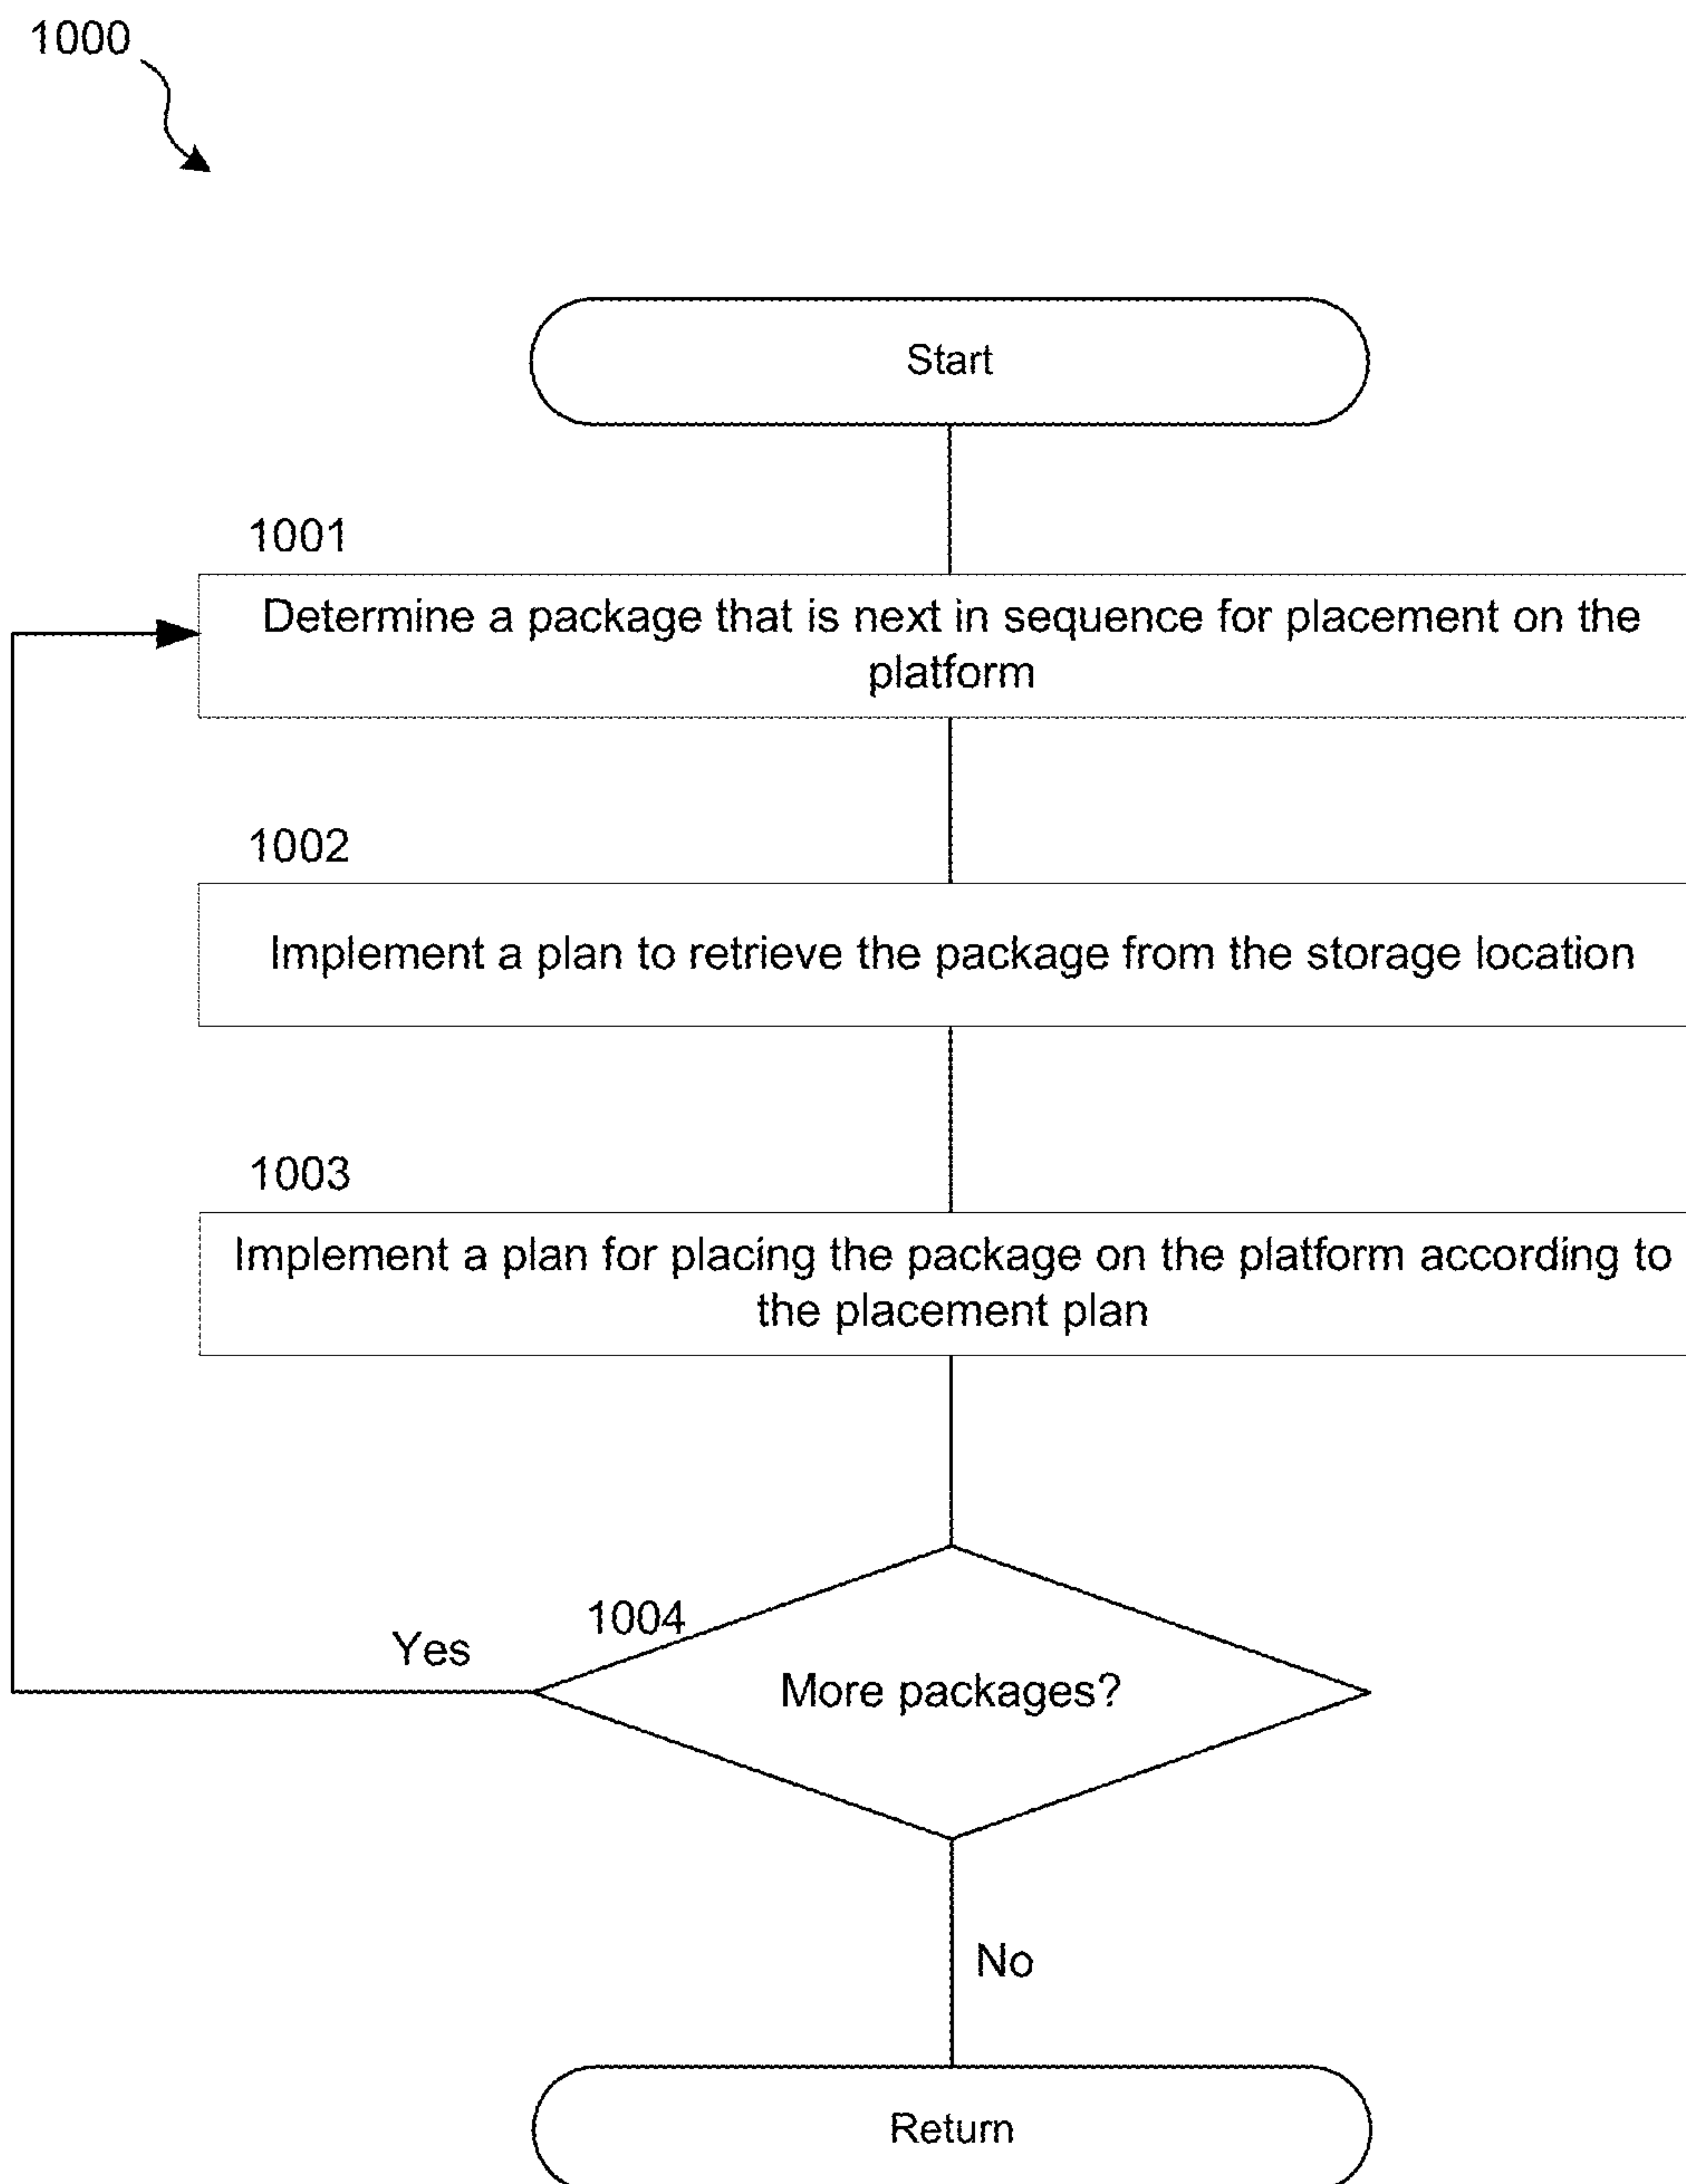 1000
Start
1001
Determine a package that is next in sequence for placement on the
platform
1002
Implement a plan to retrieve the package from the storage location
1003
Implement a plan for placing the package on the platform according to
the placement plan
1004
Yes
More packages?
No
Return